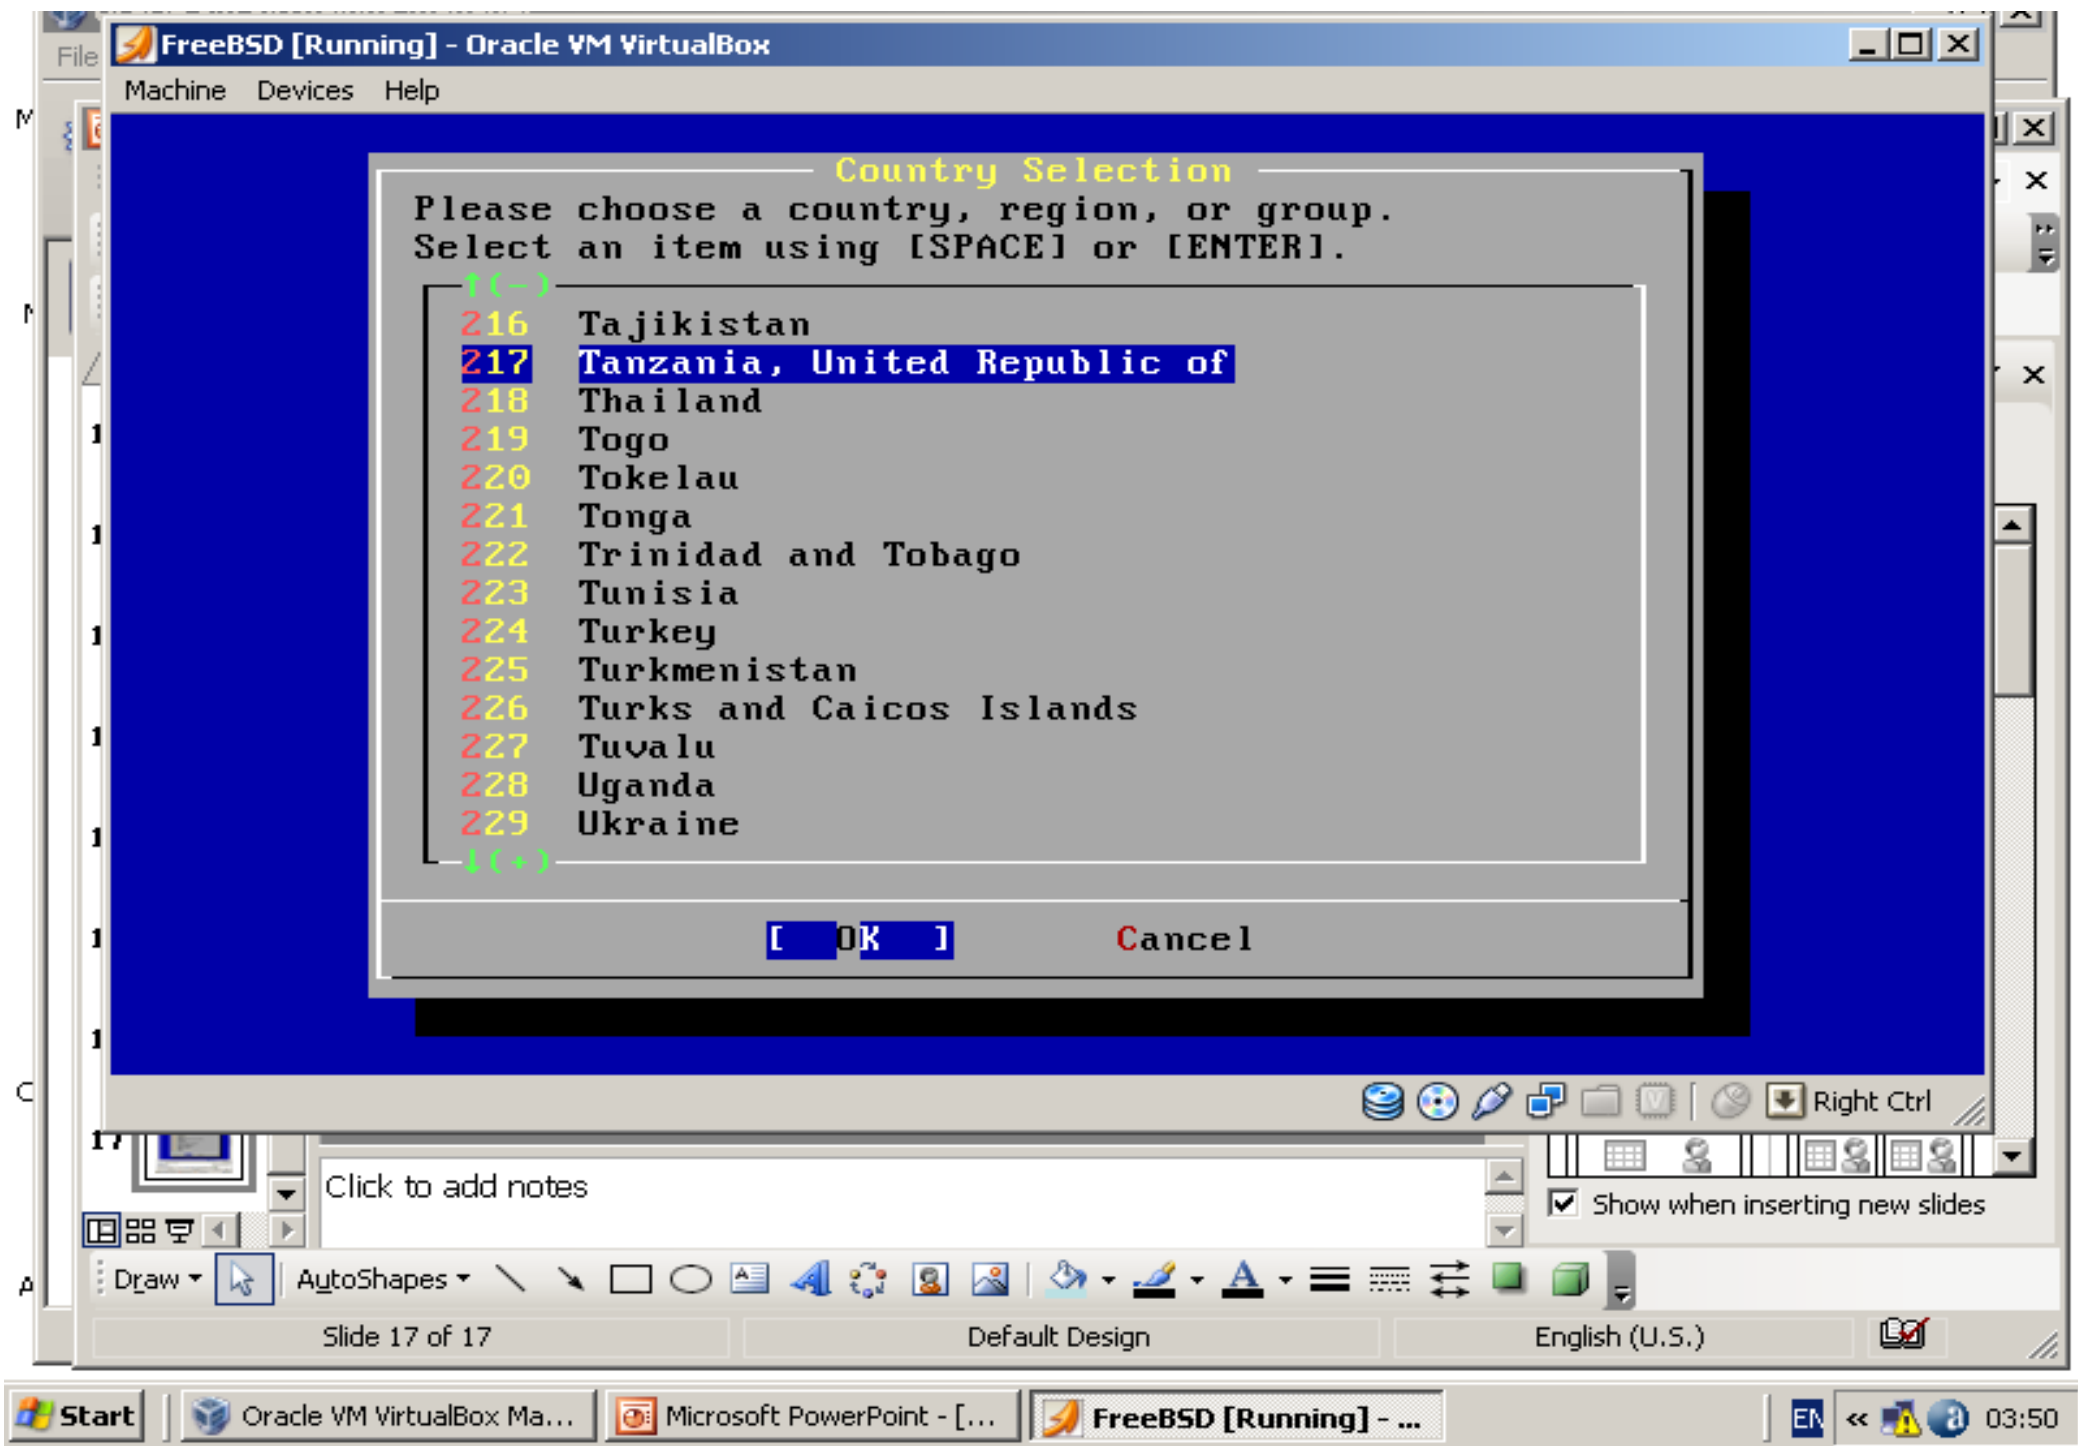 File
FreeBSD [Running] - Oracle VM VirtualBox
Machine Devices Help
Country Selection
Please choose a country, region, or group.
Select an item using [SPACE] or [ENTER].
↑(-)
216 Tajikistan
217 Tanzania, United Republic of
218 Thailand
219 Togo
220 Tokelau
221 Tonga
222 Trinidad and Tobago
223 Tunisia
224 Turkey
225 Turkmenistan
226 Turks and Caicos Islands
227 Tuvalu
228 Uganda
229 Ukraine
↓(+)
[ OK ] Cancel
Right Ctrl
17
Click to add notes
Show when inserting new slides
Draw AutoShapes
Slide 17 of 17 Default Design English (U.S.)
Start Oracle VM VirtualBox Ma... Microsoft PowerPoint - [... FreeBSD [Running] - ... EN « 03:50